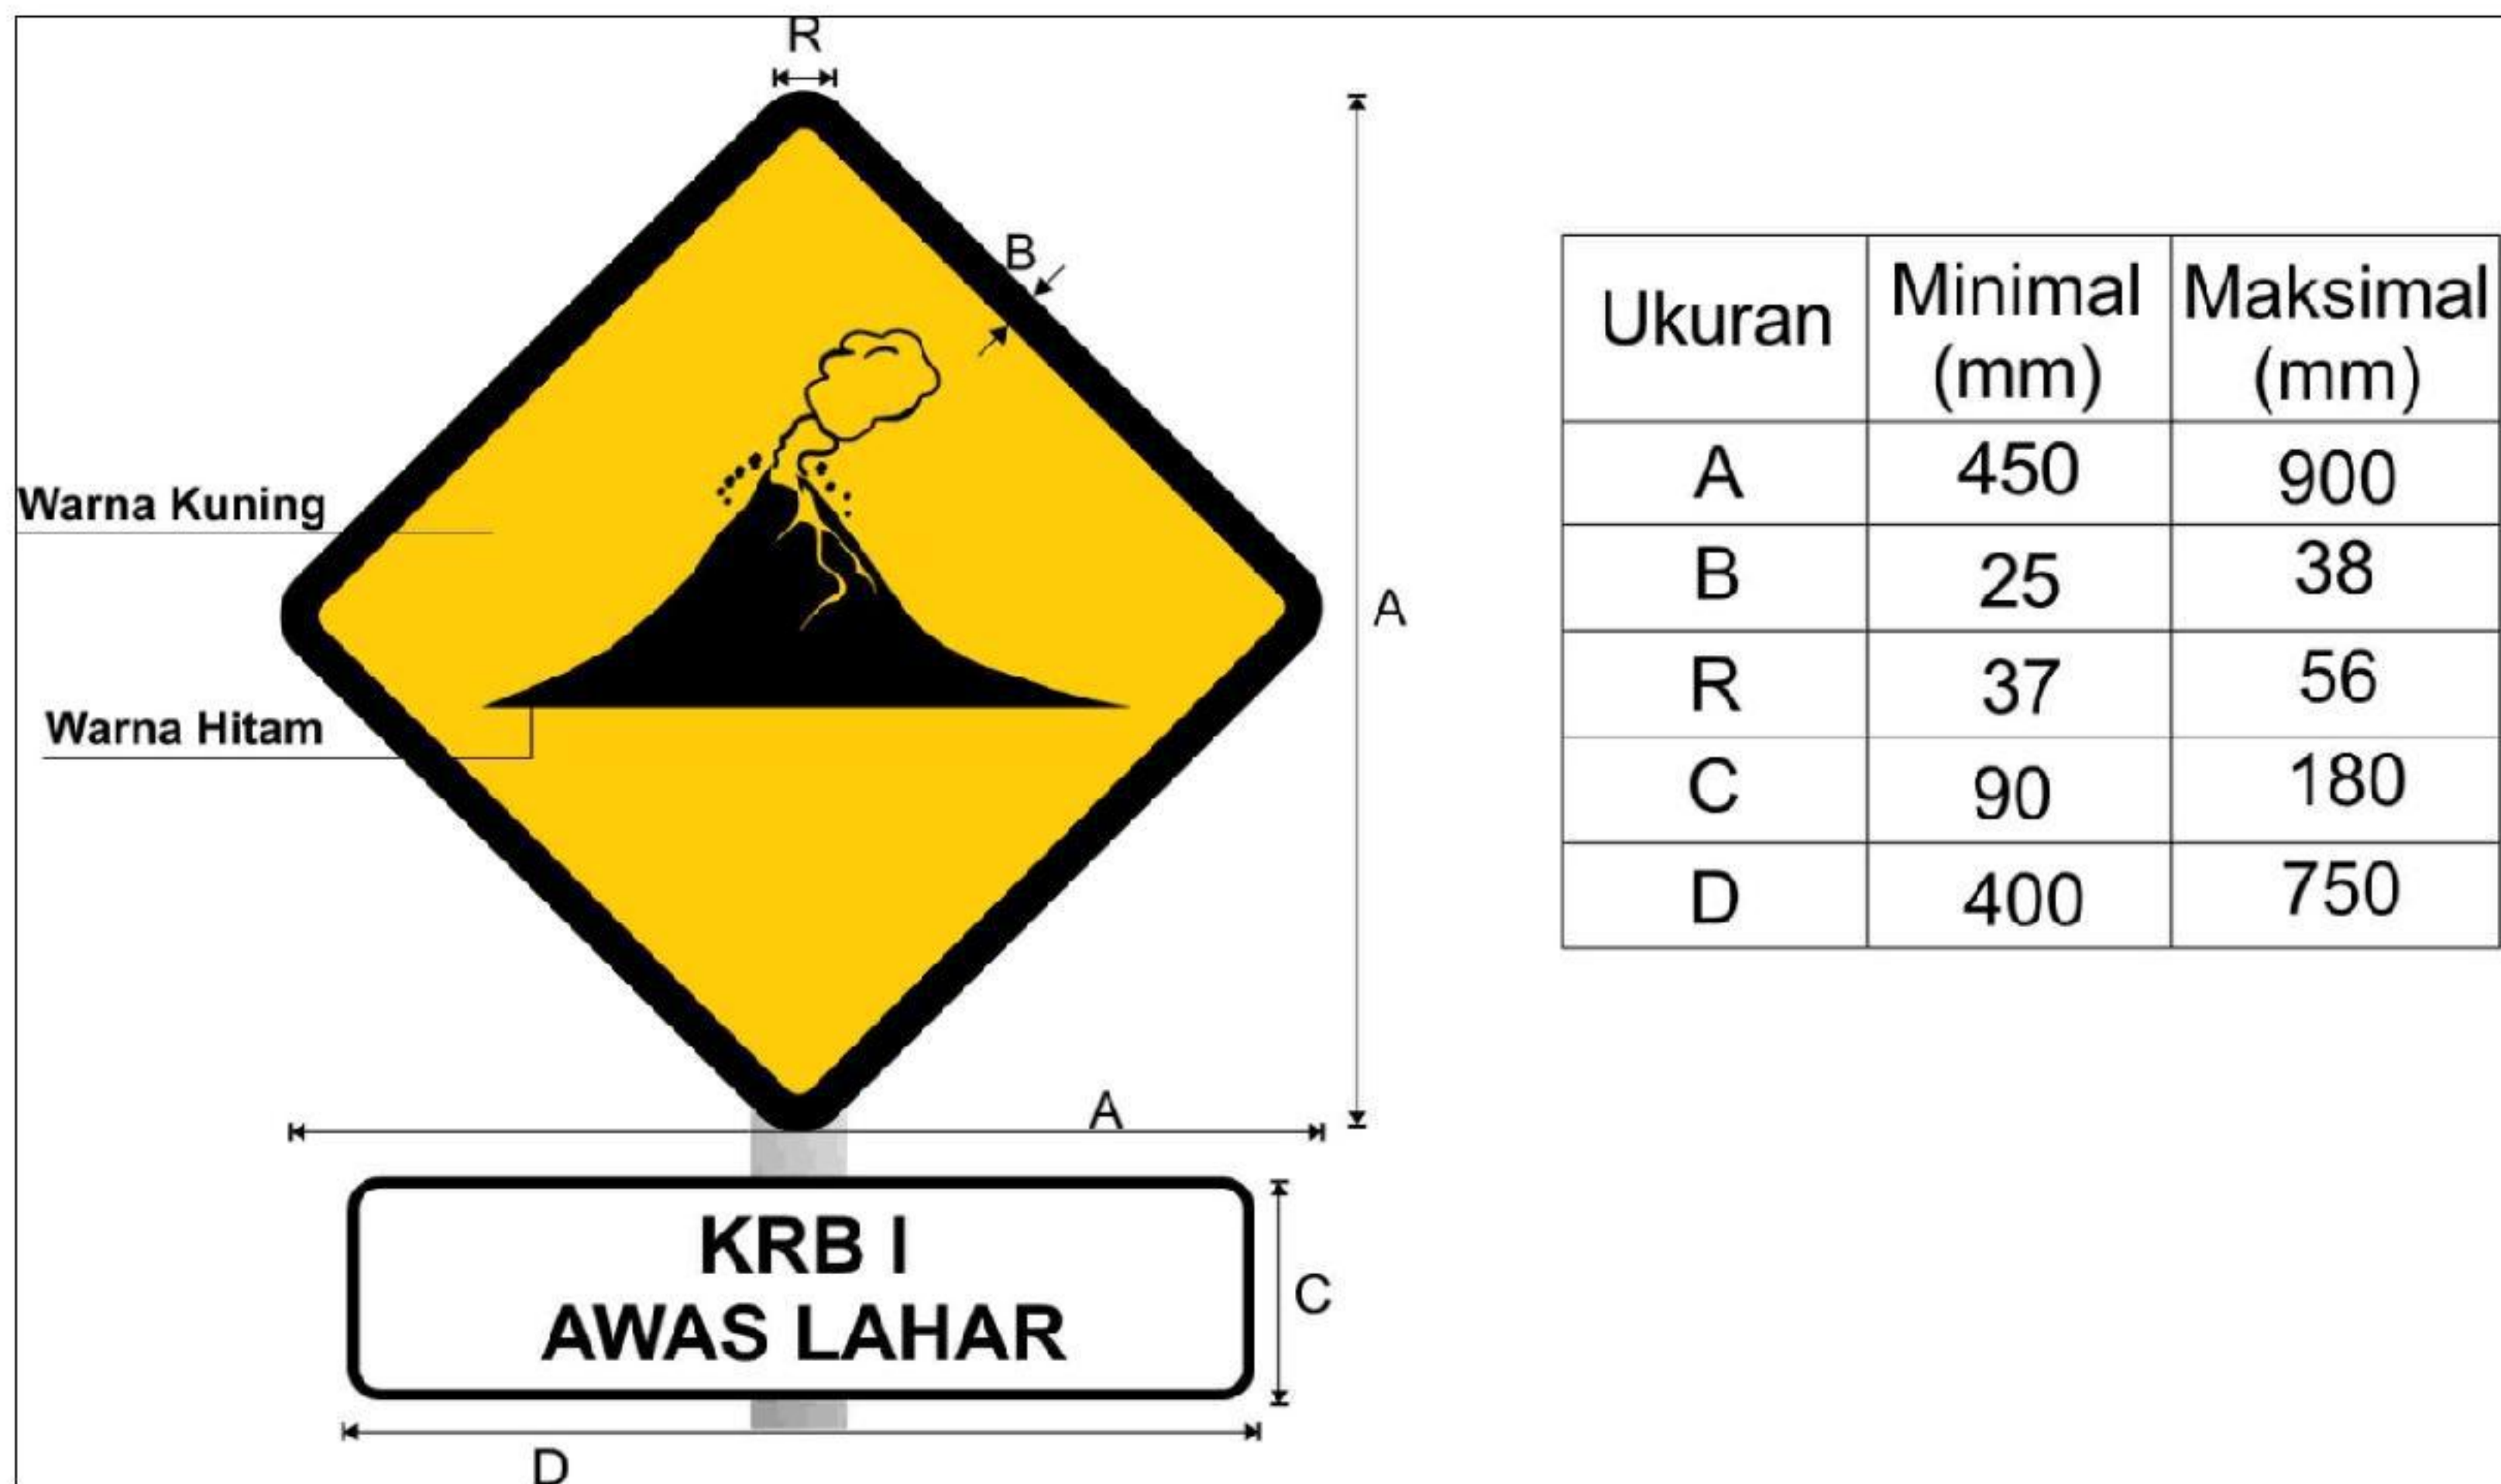 R
B
Warna Kuning
A
Warna Hitam
A
KRB I
AWAS LAHAR
C
D
Ukuran Minimal (mm) Maksimal (mm)
A 450 900
B 25 38
R 37 56
C 90 180
D 400 750